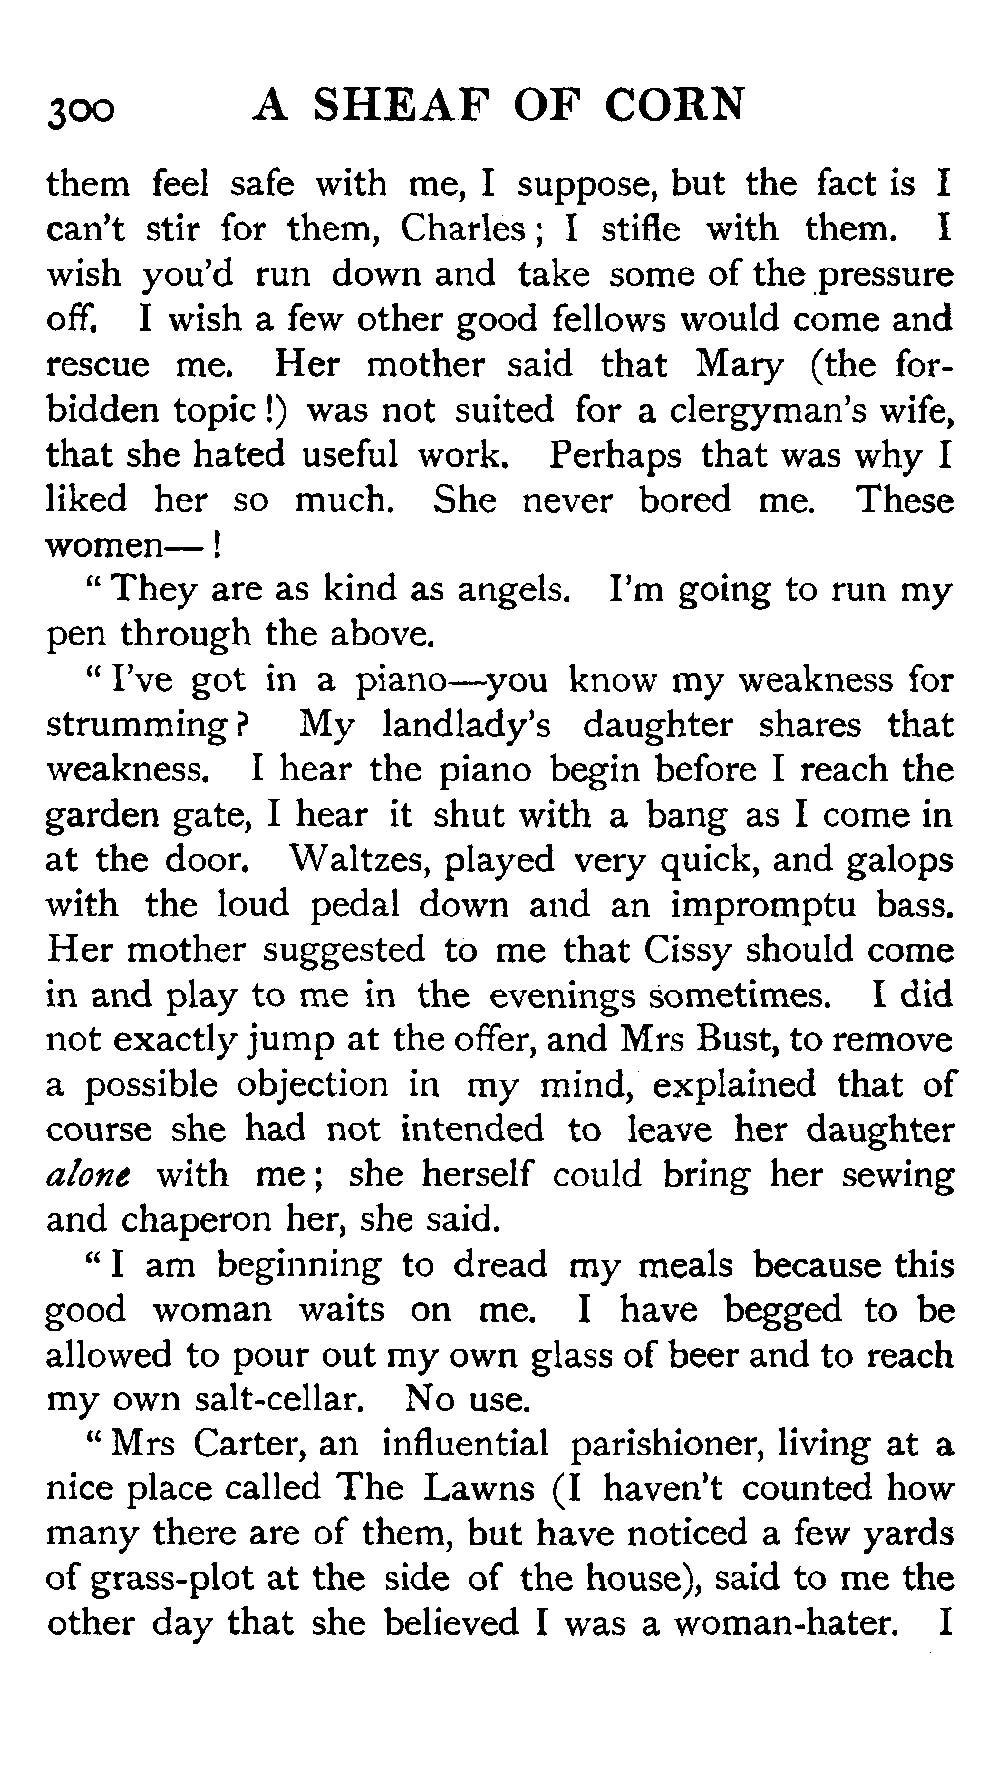 300 A SHEAF OF CORN
them feel safe with me, I suppose, but the fact is I
can't stir for them, Charles; I stifle with them. I
wish you'd run down and take some of the pressure
off. I wish a few other good fellows would come and
rescue me. Her mother said that Mary (the for-
bidden topic!) was not suited for a clergyman's wife,
that she hated useful work. Perhaps that was why I
liked her so much. She never bored me. These
women—!
"They are as kind as angels. I'm going to run my
pen through the above.
"I've got in a piano—you know my weakness for
strumming? My landlady's daughter shares that
weakness. I hear the piano begin before I reach the
garden gate, I hear it shut with a bang as I come in
at the door. Waltzes, played very quick, and galops
with the loud pedal down and an impromptu bass.
Her mother suggested to me that Cissy should come
in and play to me in the evenings sometimes. I did
not exactly jump at the offer, and Mrs Bust, to remove
a possible objection in my mind, explained that of
course she had not intended to leave her daughter
alone with me; she herself could bring her sewing
and chaperon her, she said.
"I am beginning to dread my meals because this
good woman waits on me. I have begged to be
allowed to pour out my own glass of beer and to reach
my own salt-cellar. No use.
"Mrs Carter, an influential parishioner, living at a
nice place called The Lawns (I haven't counted how
many there are of them, but have noticed a few yards
of grass-plot at the side of the house), said to me the
other day that she believed I was a woman-hater. I